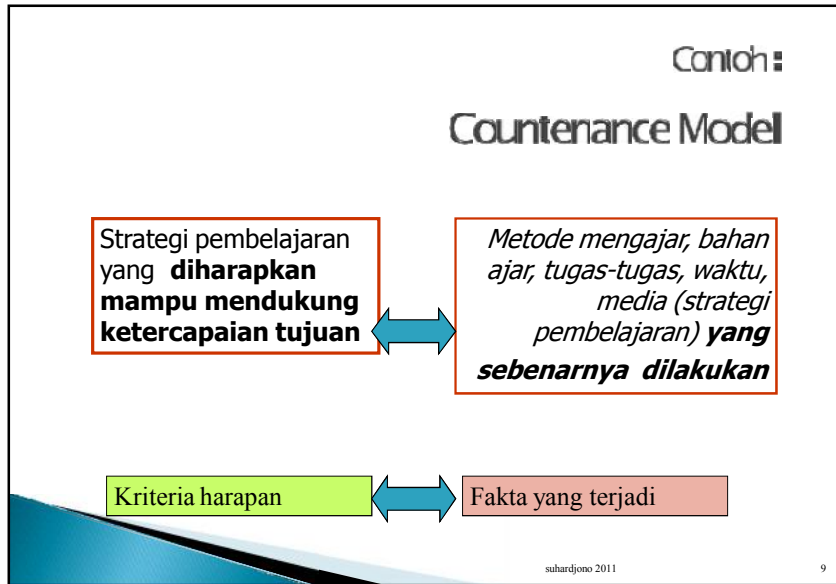 Contoh :
Countenance Model
Strategi pembelajaran
yang diharapkan
mampu mendukung
ketercapaian tujuan
Metode mengajar, bahan
ajar, tugas-tugas, waktu,
media (strategi
pembelajaran) yang
sebenarnya dilakukan
Kriteria harapan
Fakta yang terjadi
suhardjono 2011
9